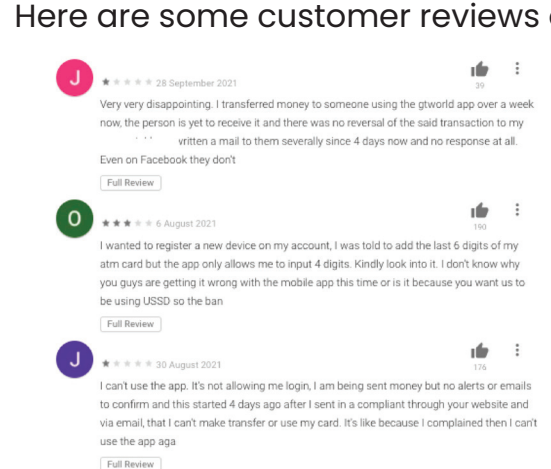 Here are some customer reviews
J
28 September 2021
39
Very very disappointing. I transferred money to someone using the gtworld app over a week
now, the person is yet to receive it and there was no reversal of the said transaction to my
vritten a mail to them severally since 4 days now and no response at all.
Even on Facebook they don't
Full Review
O
6 August 2021
190
I wanted to register a new device on my account, I was told to add the last 6 digits of my
atm card but the app only allows me to input 4 digits. Kindly look into it. I don't know why
you guys are getting it wrong with the mobile app this time or is it because you want us to
be using USSD so the ban
Full Review
J
30 August 2021
176
I can't use the app. It's not allowing me login, I am being sent money but no alerts or emails
to confirm and this started 4 days ago after I sent in a compliant through your website and
via email, that I can't make transfer or use my card. It's like because I complained then I can't
use the app aga
Full Review